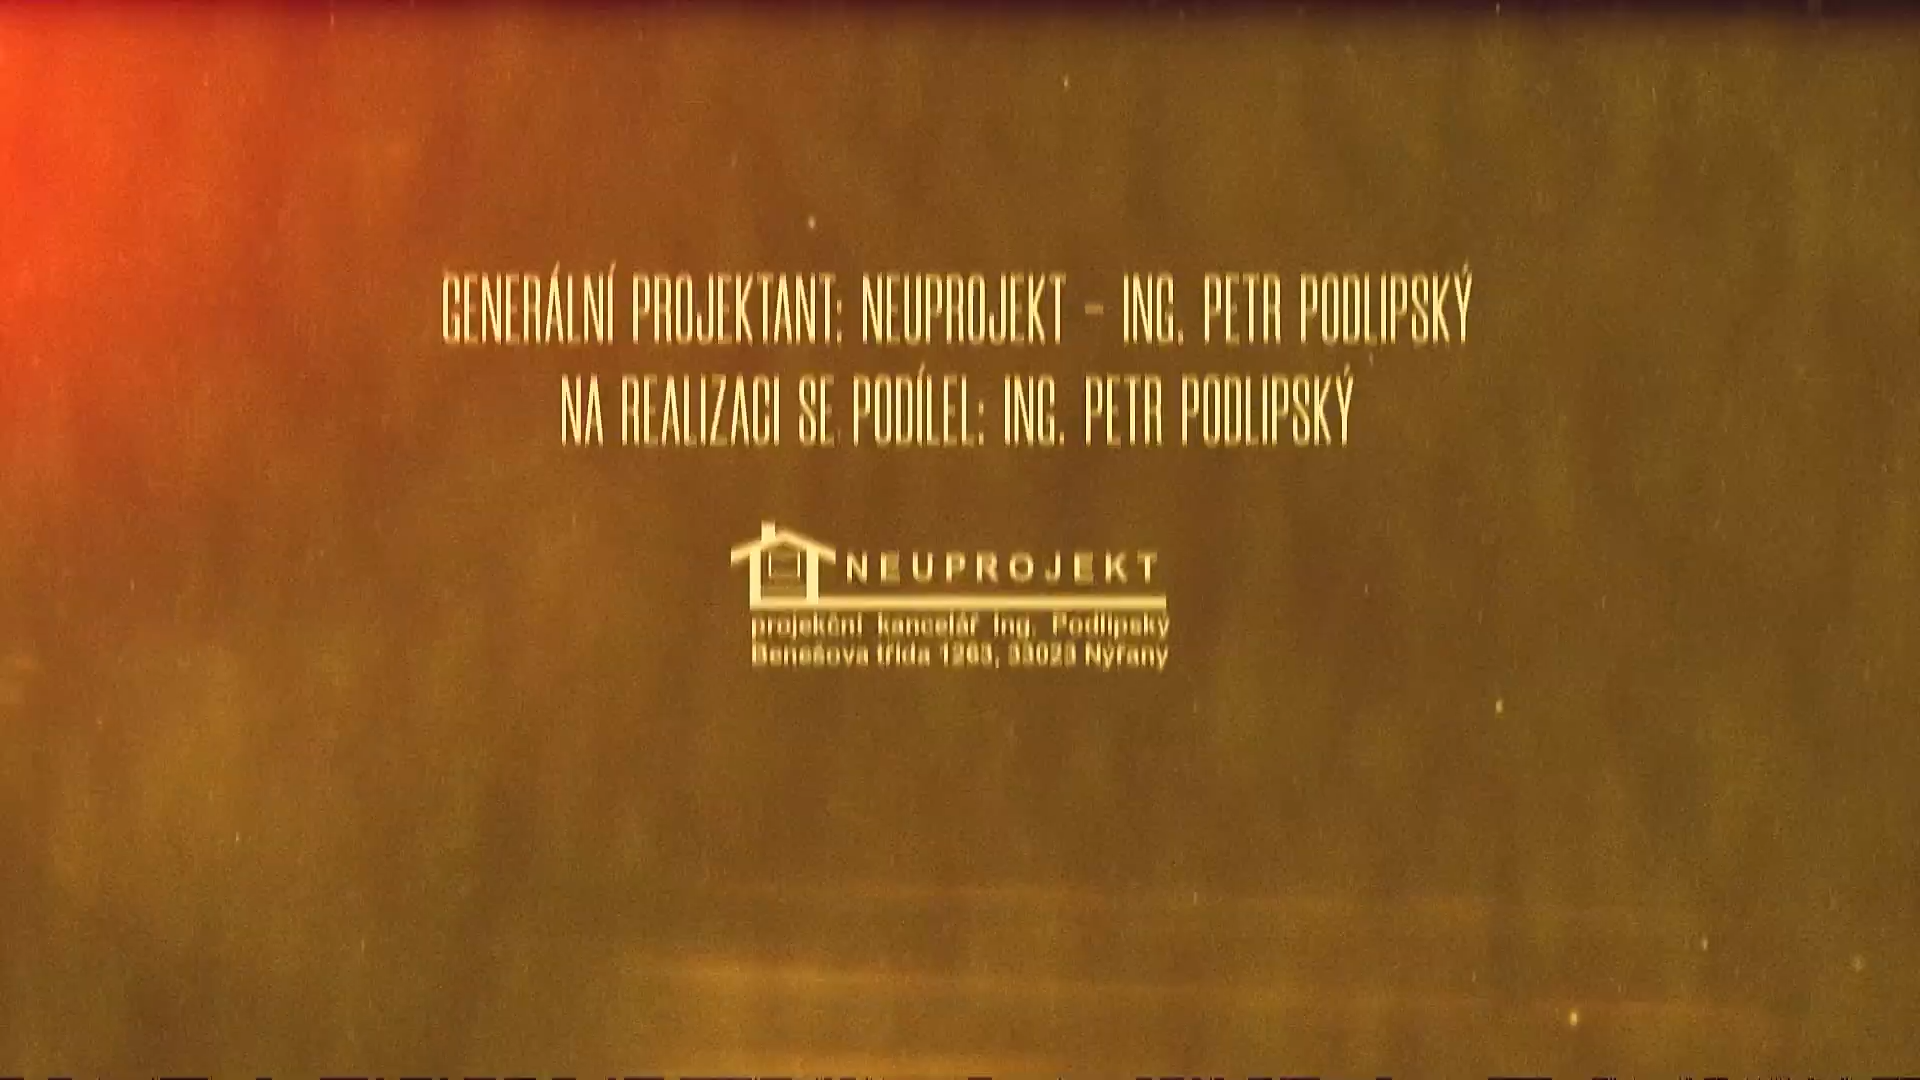 GENERÁLNÍ PROJEKTANT: NEUPROJEKT - ING. PETR PODLIPSKÝ
NA REALIZACI SE PODÍLEL: ING. PETR PODLIPSKÝ
NEUPROJEKT
projekční kancelář Ing. Podlipský
Benešova třída 1263, 33023 Nýřany